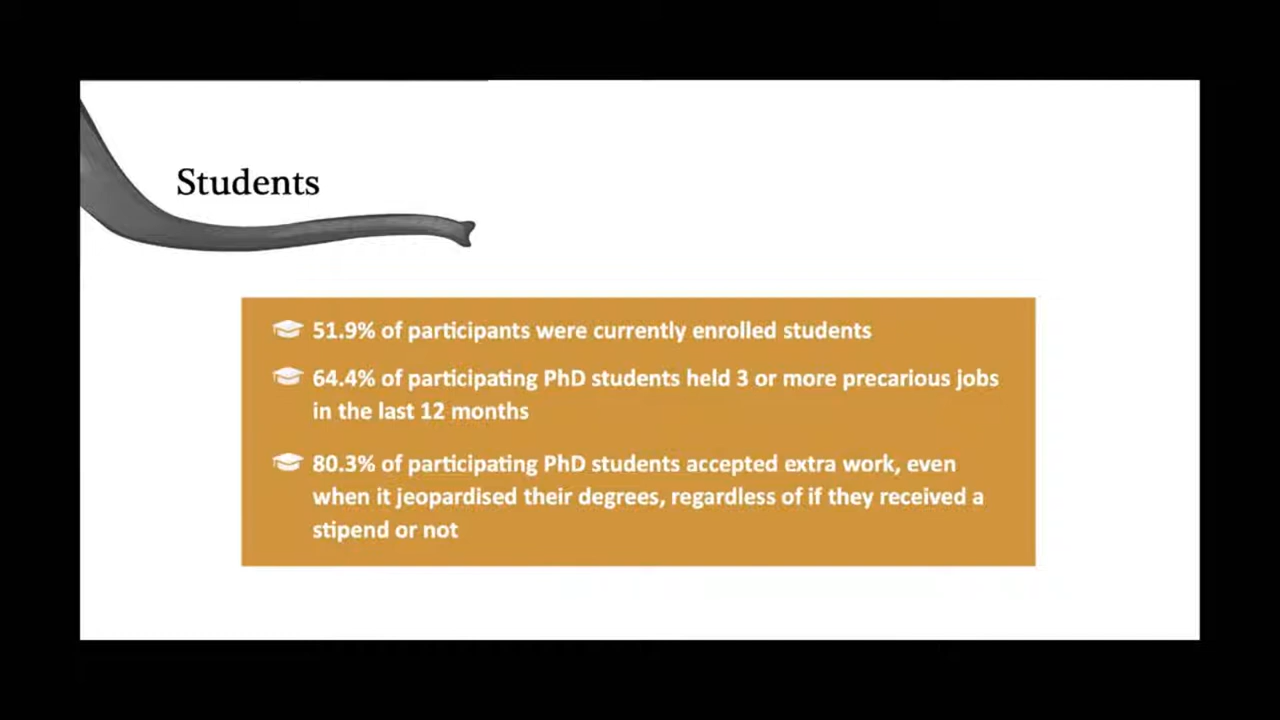 Students
51.9% of participants were currently enrolled students
64.4% of participating PhD students held 3 or more precarious jobs
in the last 12 months
80.3% of participating PhD students accepted extra work, even
when it jeopardised their degrees, regardless of if they received a
stipend or not